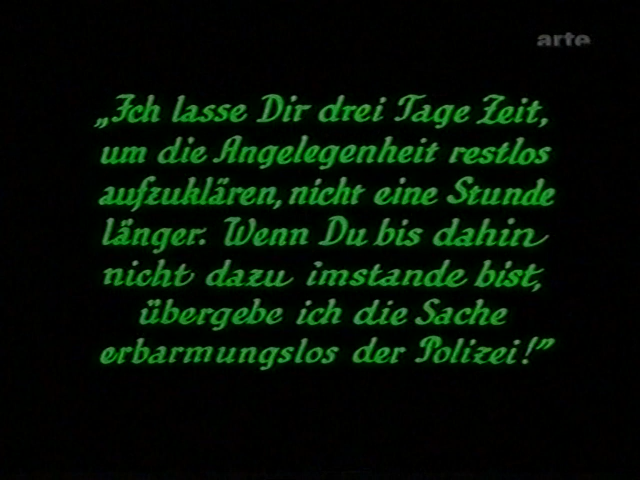 arte
„Ich lasse Dir drei Tage Zeit,
um die Angelegenheit restlos
aufzuklären, nicht eine Stunde
länger. Wenn Du bis dahin
nicht dazu imstande bist,
übergebe ich die Sache
erbarmungslos der Polizei!”